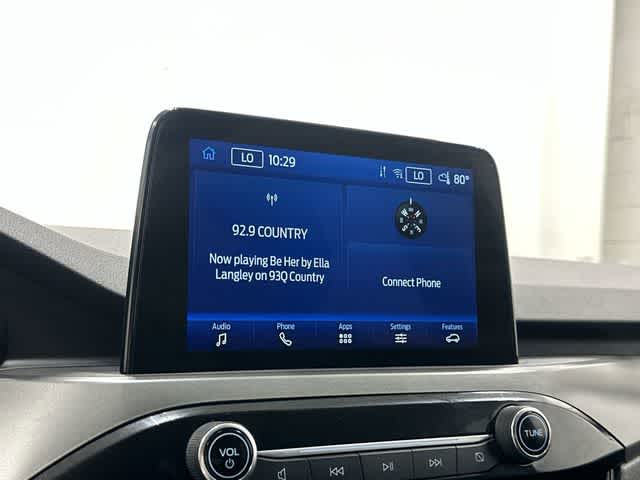 LO 10:29 LO 80°
92.9 COUNTRY
Now playing Be Her by Ella
Langley on 93Q Country
Connect Phone
Audio Phone Apps Settings Features
VOL TUNE